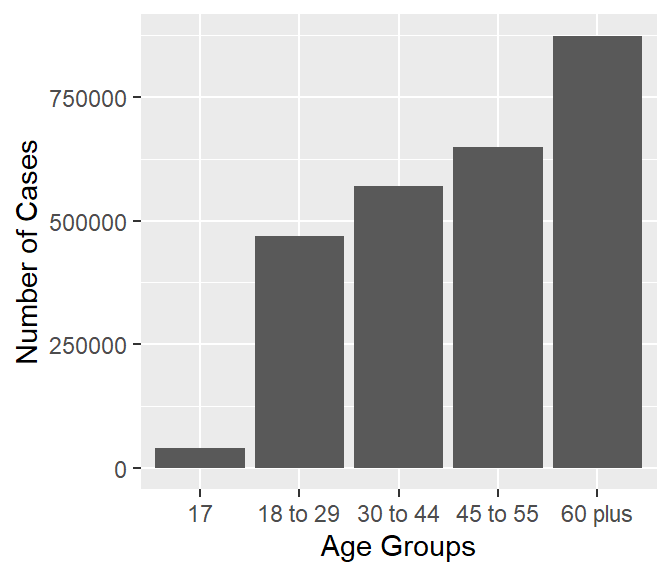 Number of Cases
750000
500000
250000
0
17
18 to 29
30 to 44
45 to 55
60 plus
Age Groups